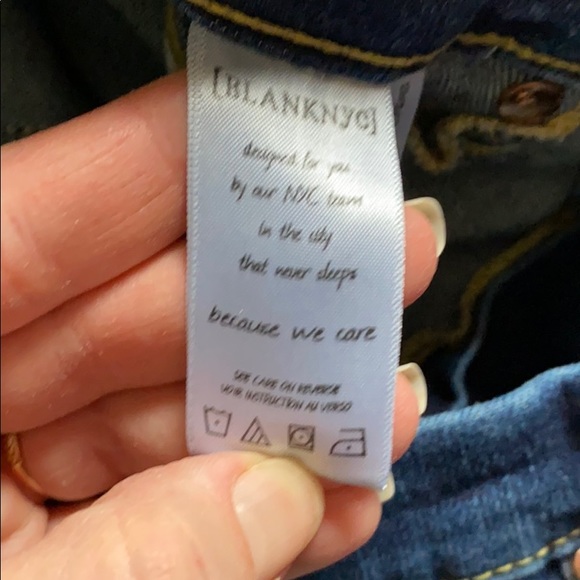 [BLANKNYC]
designed for you
by our NYC team
in the city
that never sleeps
because we care
SEE CARE ON REVERSE
VOIR INSTRUCTION AU VERSO